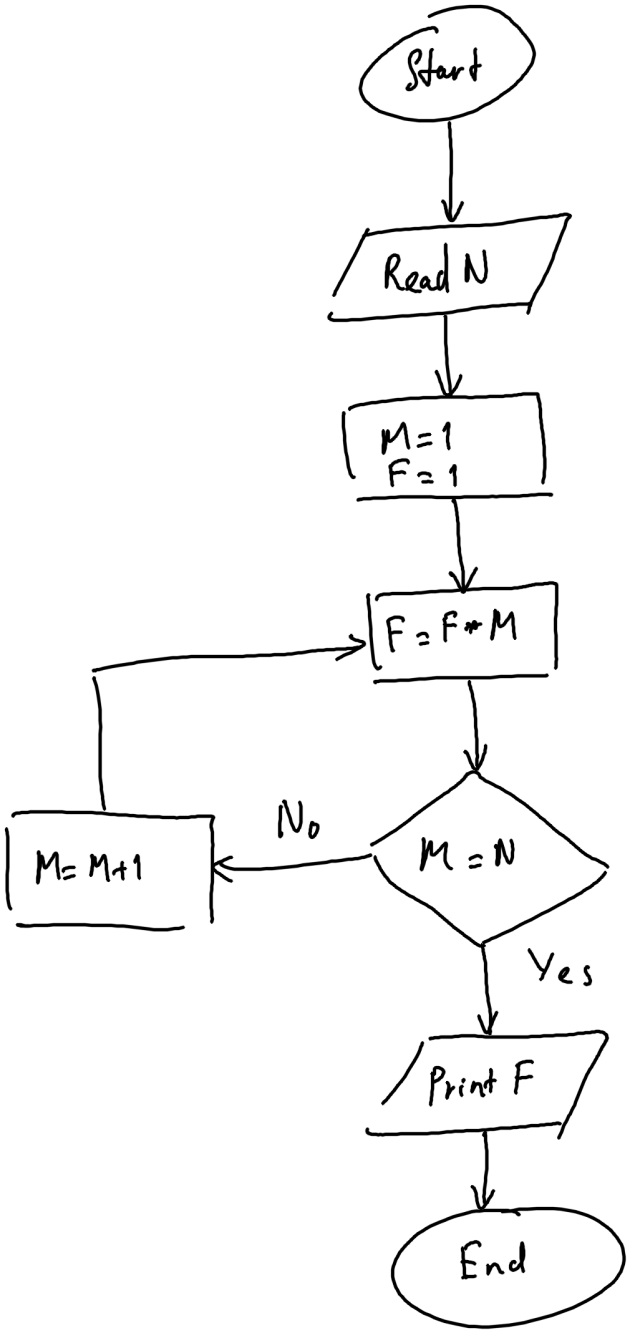 Start
Read N
M=1
F=1
F=F*M
M=N
No
M=M+1
Yes
Print F
End